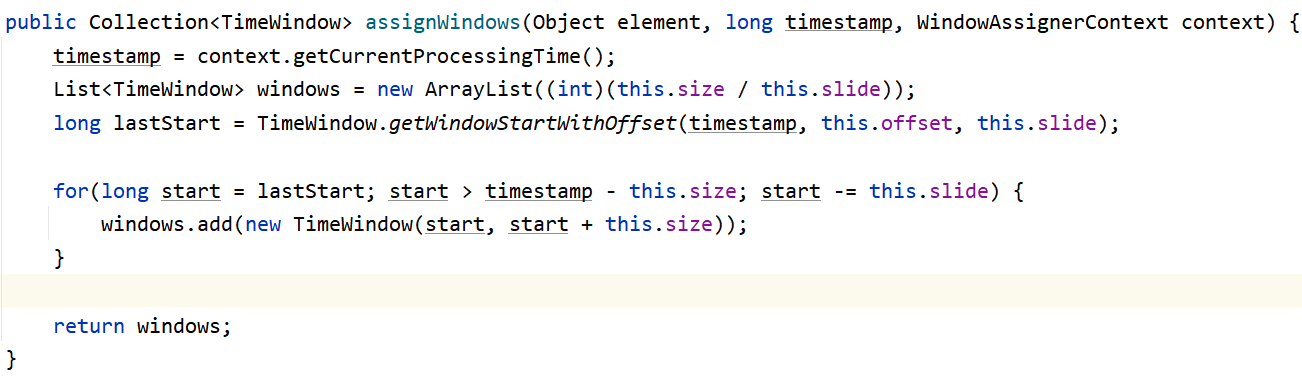 public Collection<TimeWindow> assignWindows(Object element, long timestamp, WindowAssignerContext context) {
    timestamp = context.getCurrentProcessingTime();
    List<TimeWindow> windows = new ArrayList((int)(this.size / this.slide));
    long lastStart = TimeWindow.getWindowStartWithOffset(timestamp, this.offset, this.slide);
    for(long start = lastStart; start > timestamp - this.size; start -= this.slide) {
        windows.add(new TimeWindow(start, start + this.size));
    }
    return windows;
}